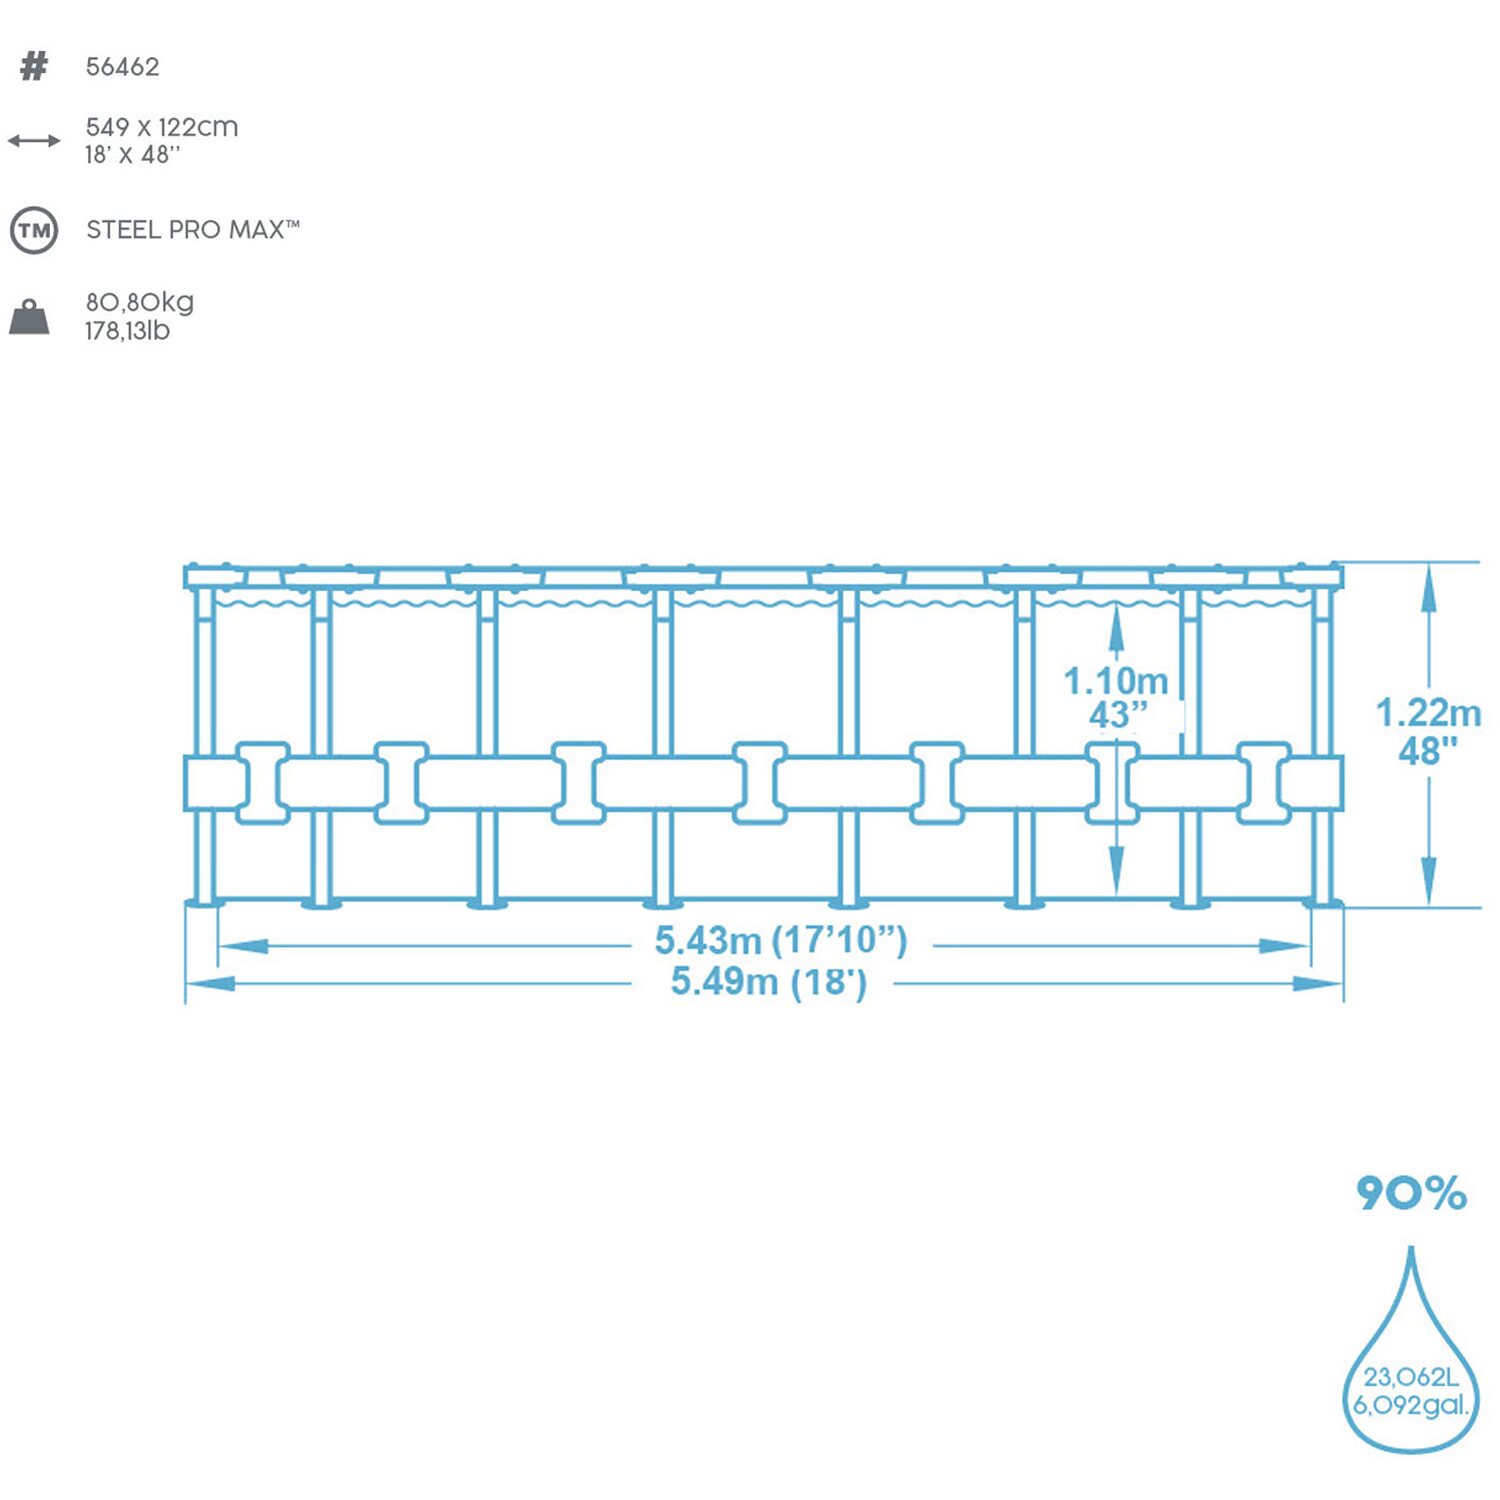 # 56462
549 x 122cm
18' x 48''
TM STEEL PRO MAX™
80,80kg
178,13lb
1.10m
43”
1.22m
48"
5.43m (17’10”)
5.49m (18')
90%
23,062L
6,092gal.